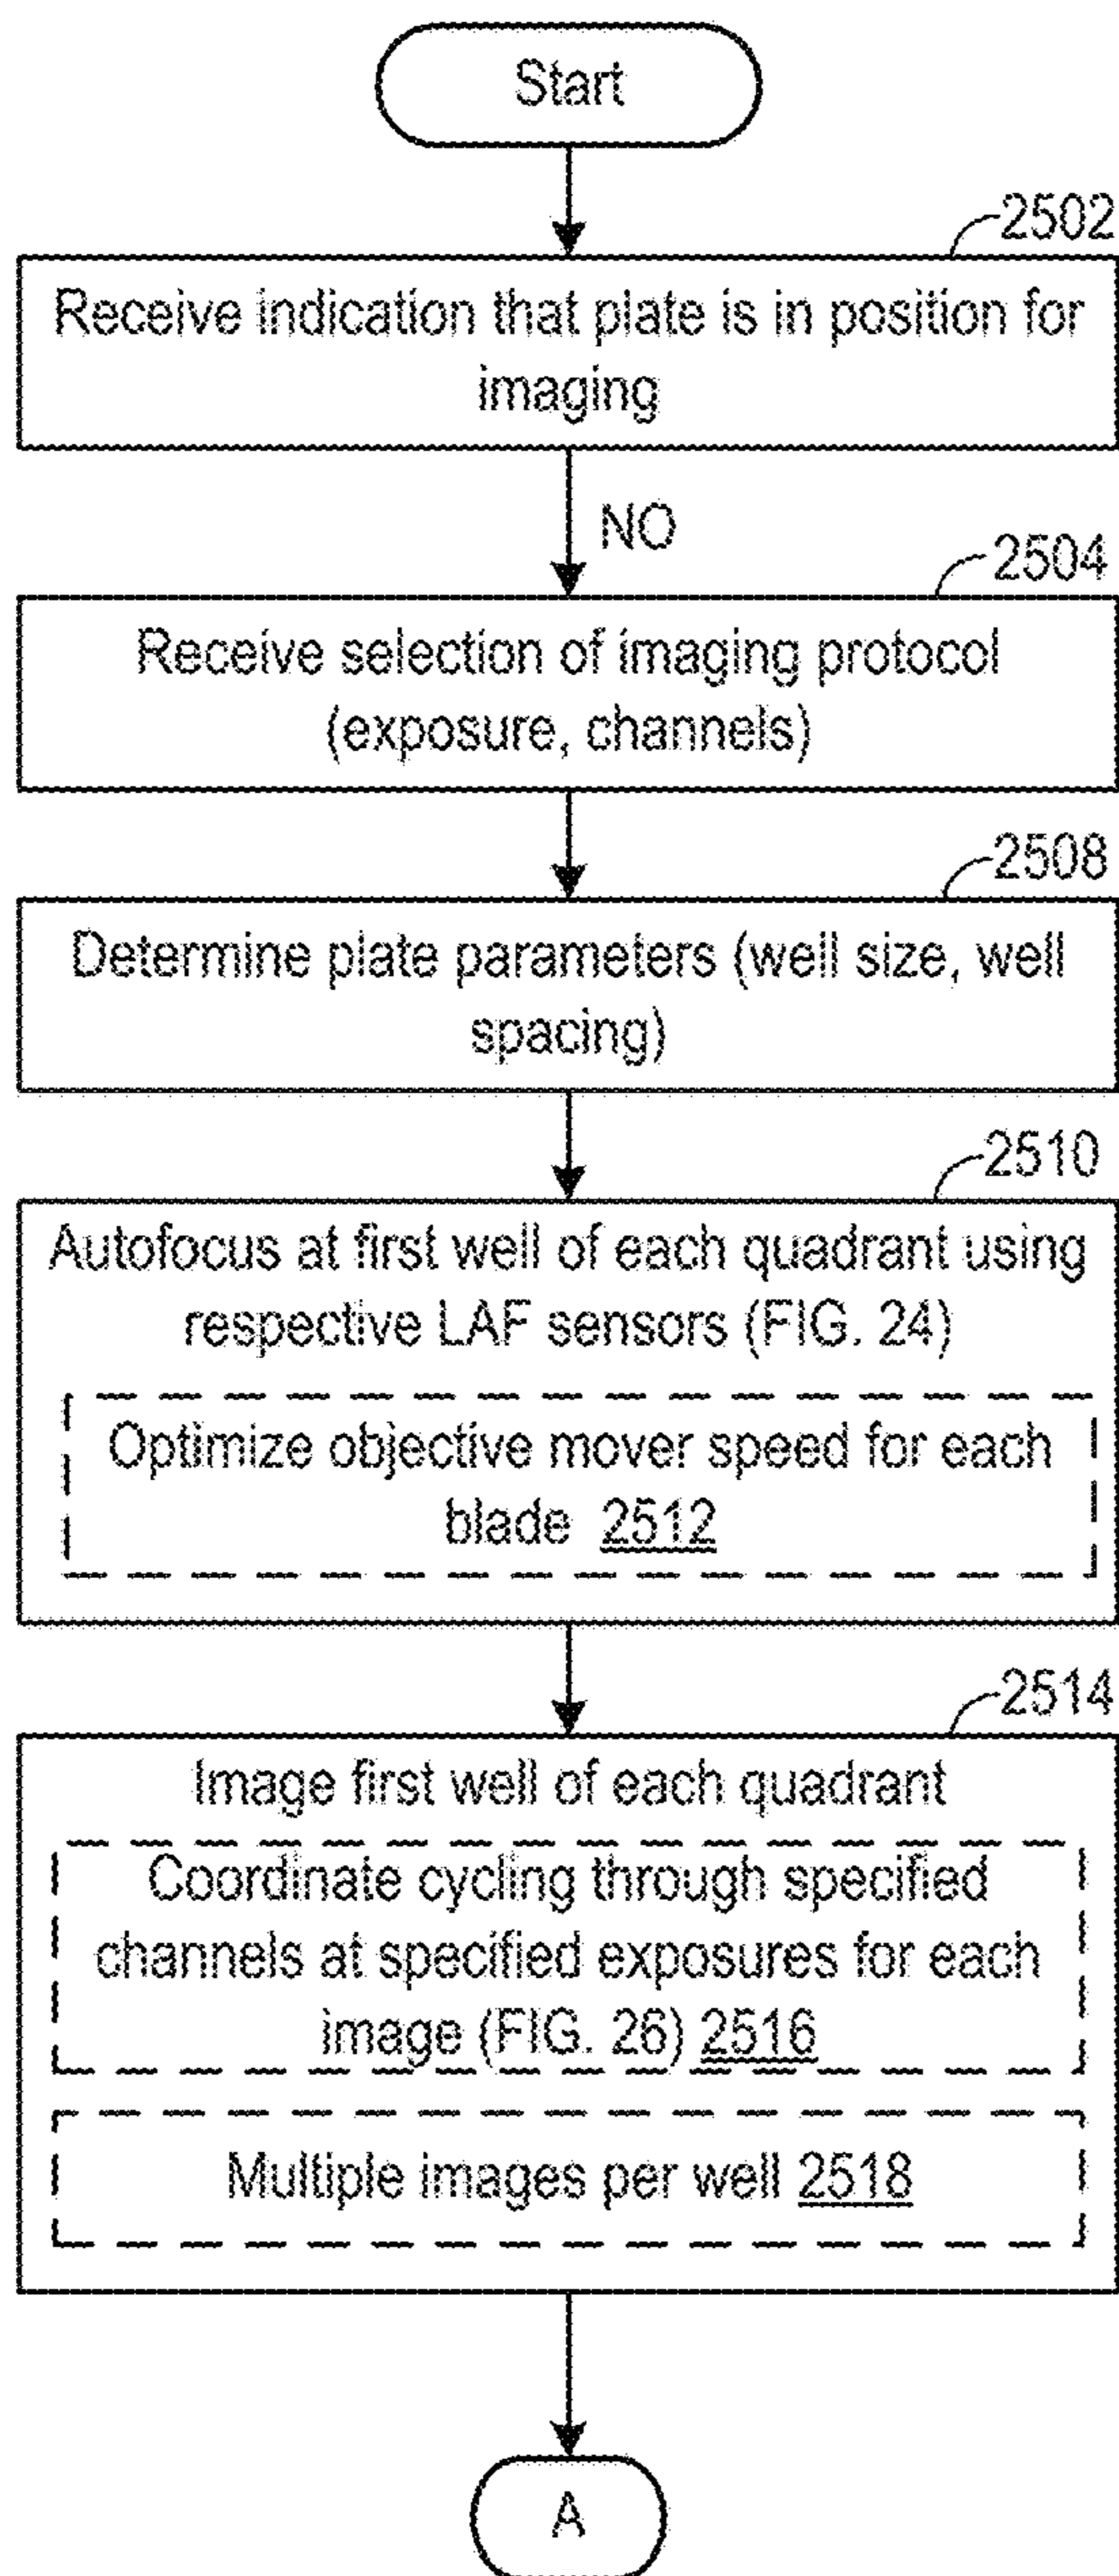 Start
2502
Receive indication that plate is in position for
imaging
NO
2504
Receive selection of imaging protocol
(exposure, channels)
2508
Determine plate parameters (well size, well
spacing)
2510
Autofocus at first well of each quadrant using
respective LAF sensors (FIG. 24)
Optimize objective mover speed for each
blade 2512
2514
Image first well of each quadrant
Coordinate cycling through specified
channels at specified exposures for each
image (FIG. 26) 2516
Multiple images per well 2518
A